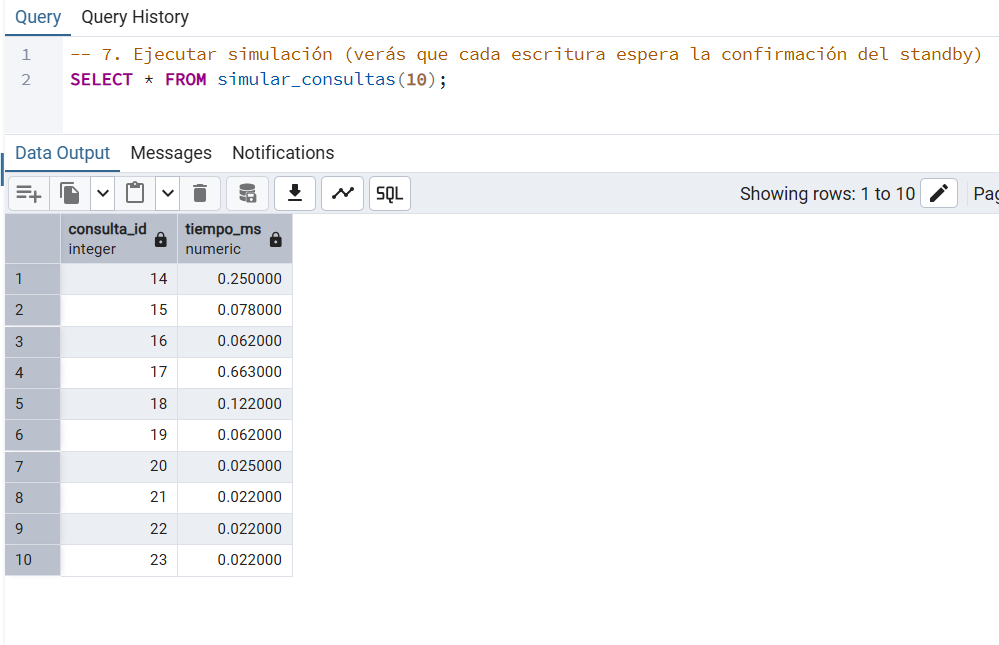 Query Query History
1 -- 7. Ejecutar simulación (verás que cada escritura espera la confirmación del standby)
2 SELECT * FROM simular_consultas(10);
Data Output Messages Notifications
SQL Showing rows: 1 to 10 Pag
consulta_id tiempo_ms
integer numeric
1 14 0.250000
2 15 0.078000
3 16 0.062000
4 17 0.663000
5 18 0.122000
6 19 0.062000
7 20 0.025000
8 21 0.022000
9 22 0.022000
10 23 0.022000